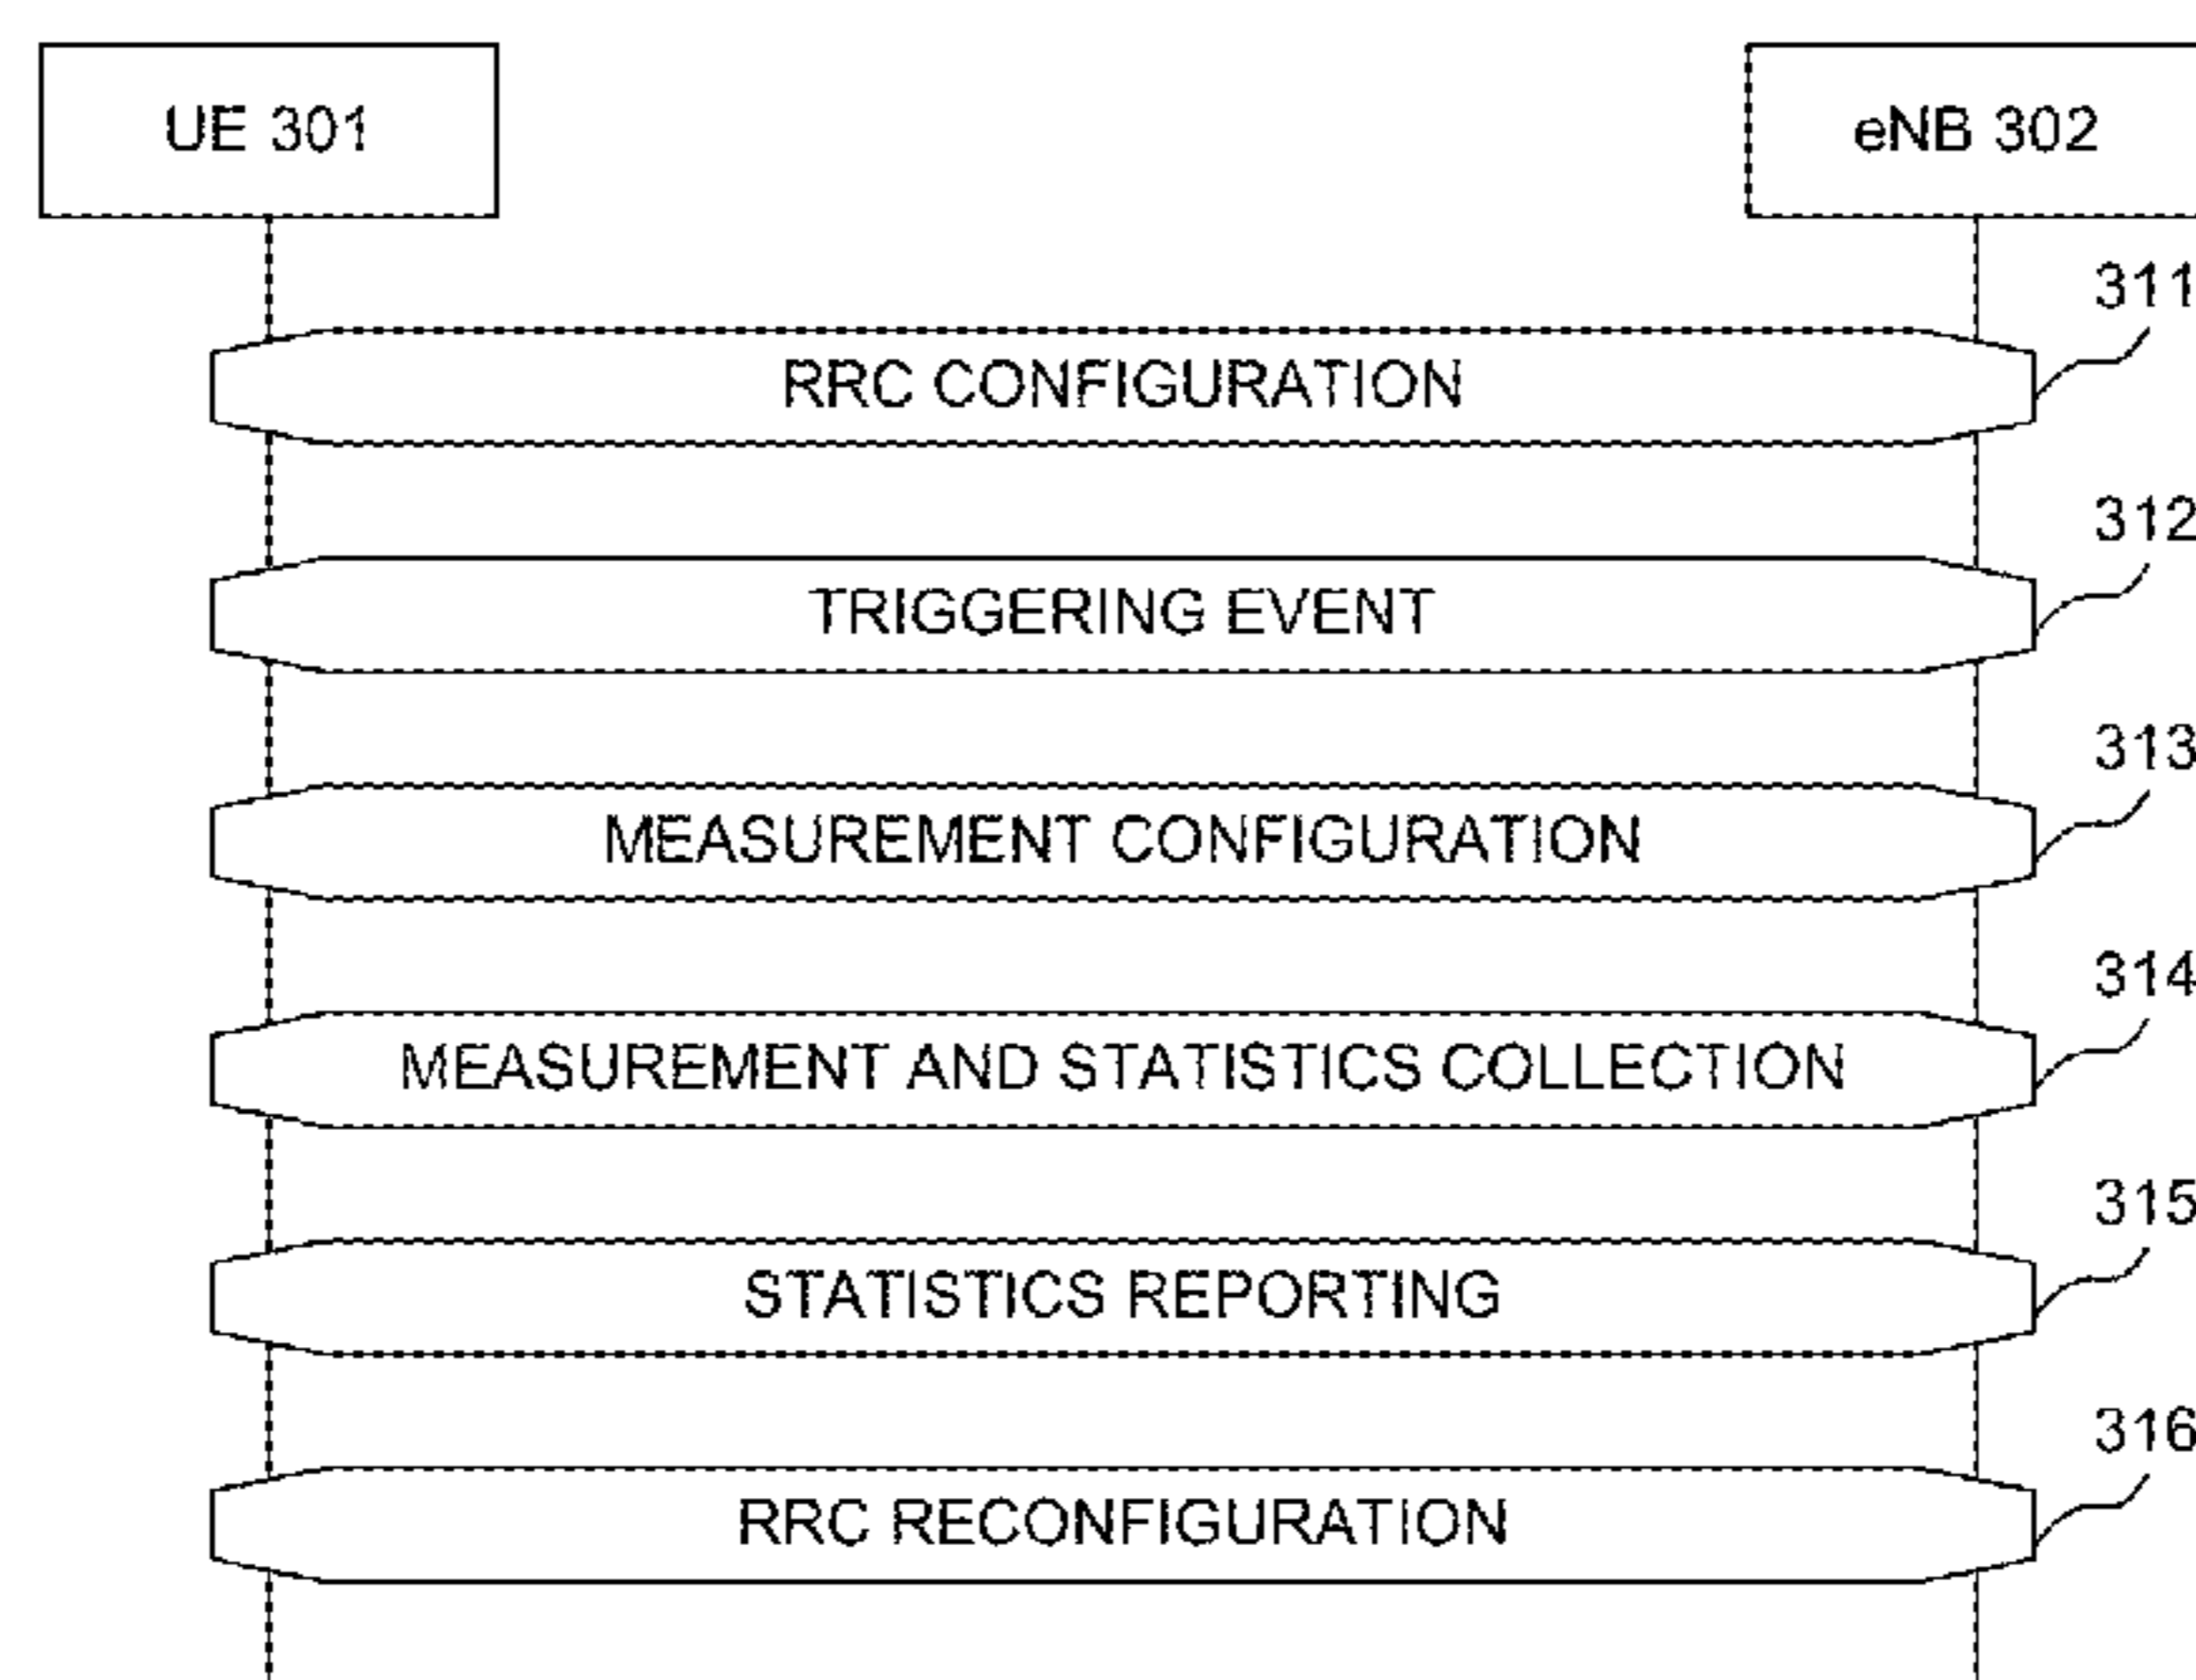 UE 301
eNB 302
311
RRC CONFIGURATION
312
TRIGGERING EVENT
313
MEASUREMENT CONFIGURATION
314
MEASUREMENT AND STATISTICS COLLECTION
315
STATISTICS REPORTING
316
RRC RECONFIGURATION